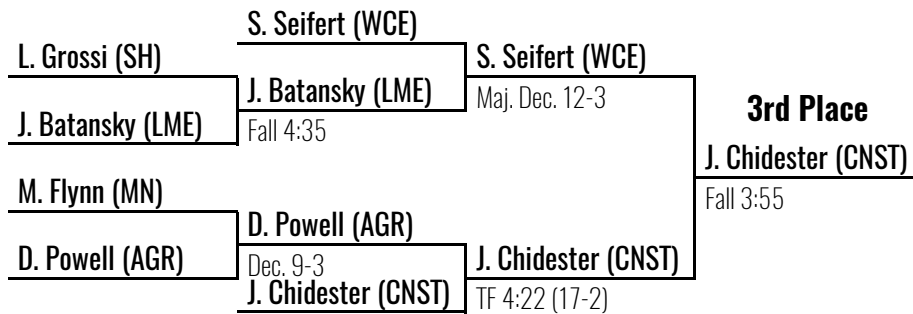 S. Seifert (WCE)
L. Grossi (SH)
S. Seifert (WCE)
J. Batansky (LME)
Maj. Dec. 12-3
3rd Place
J. Batansky (LME)
Fall 4:35
J. Chidester (CNST)
M. Flynn (MN)
Fall 3:55
D. Powell (AGR)
D. Powell (AGR)
Dec. 9-3
J. Chidester (CNST)
J. Chidester (CNST)
TF 4:22 (17-2)